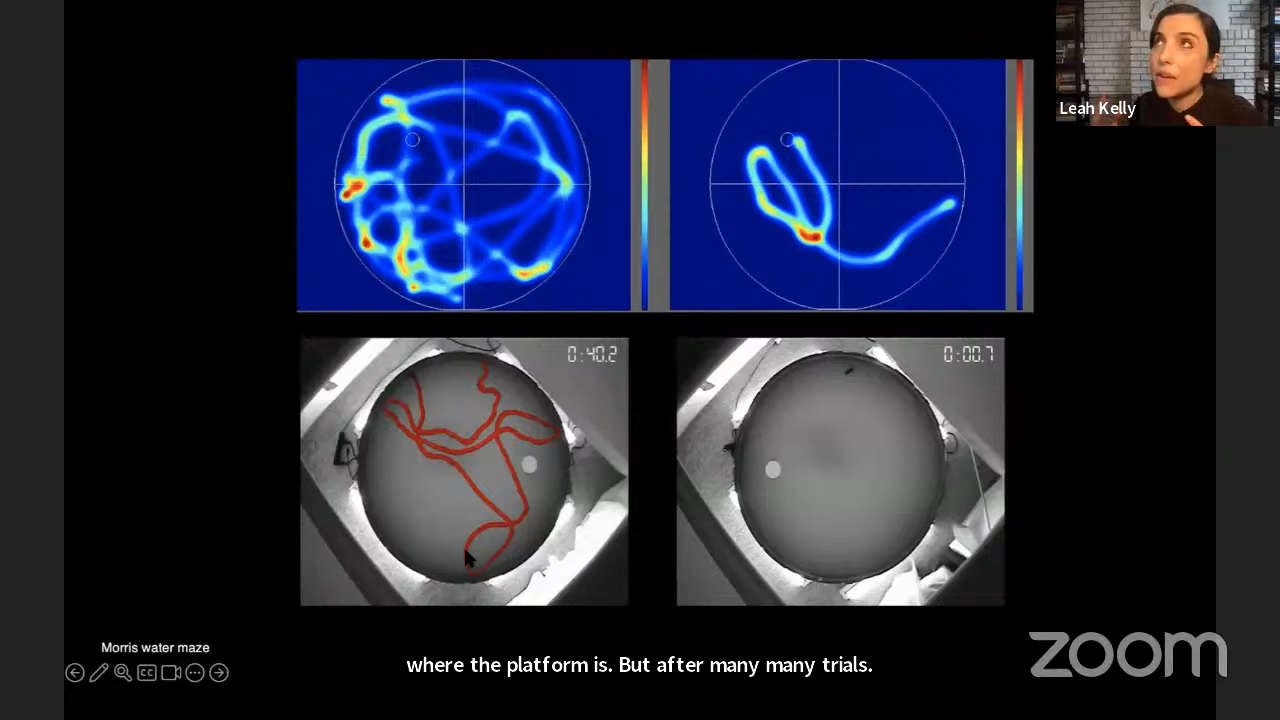 Leah Kelly
0:40.2
0:00.7
Morris water maze
CC
where the platform is. But after many many trials.
zoom